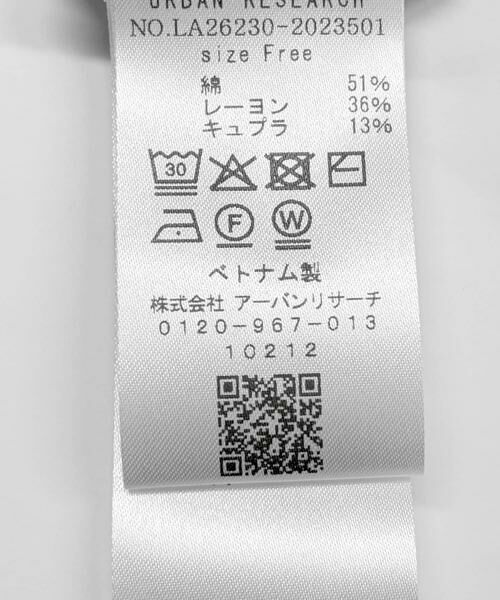 URBAN RESEARCH
NO.LA26230-2023501
size Free
綿 51%
レーヨン 36%
キュプラ 13%
30
F W
ベトナム製
株式会社 アーバンリサーチ
0120-967-013
10212